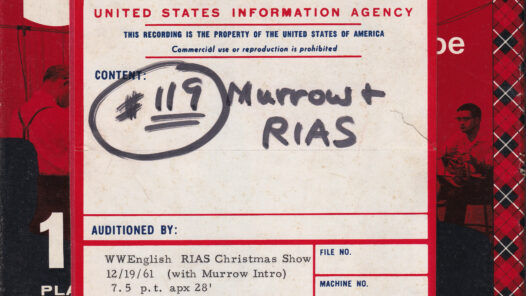 UNITED STATES INFORMATION AGENCY
THIS RECORDING IS THE PROPERTY OF THE UNITED STATES OF AMERICA
Commercial use or reproduction is prohibited
CONTENT:
#119 Murrow +
RIAS
AUDITIONED BY:
WWEnglish RIAS Christmas Show
12/19/61 (with Murrow Intro)
7.5 p.t. apx 28'
FILE NO.
MACHINE NO.